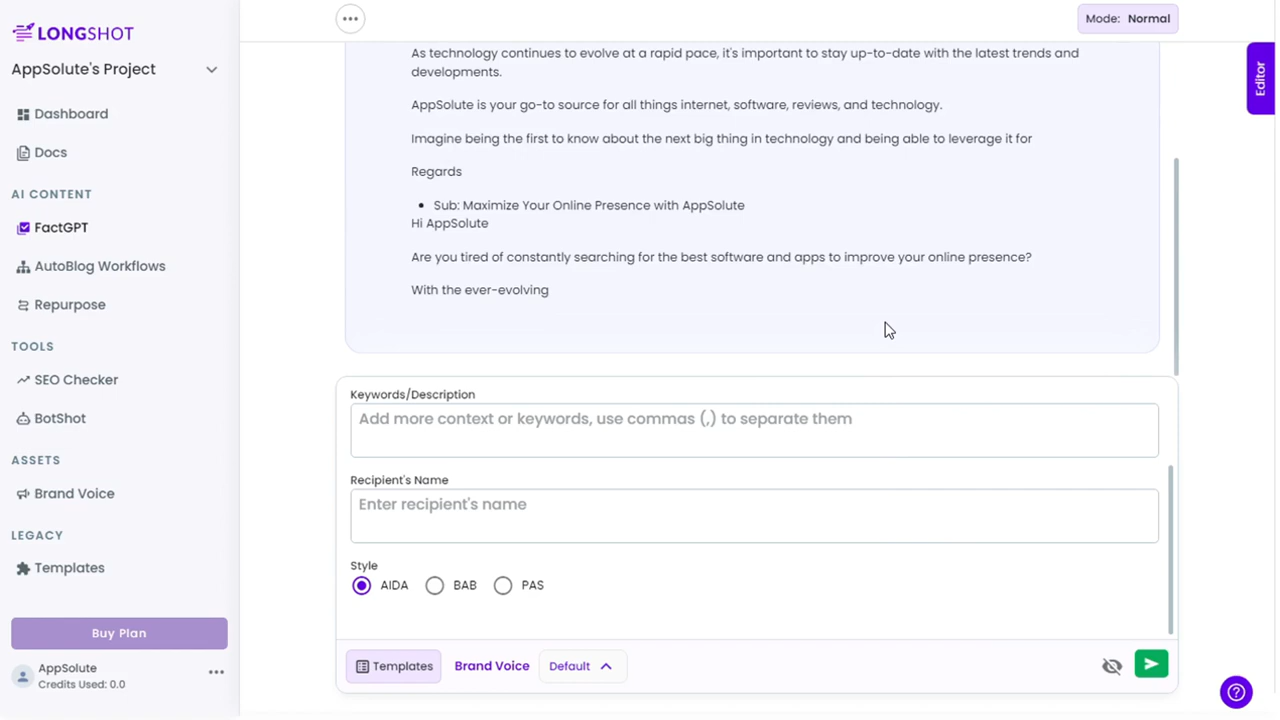 LONGSHOT
AppSolute's Project
Dashboard
Docs
AI CONTENT
FactGPT
AutoBlog Workflows
Repurpose
TOOLS
SEO Checker
BotShot
ASSETS
Brand Voice
LEGACY
Templates
Buy Plan
AppSolute
Credits Used: 0.0
Mode: Normal
Editor
As technology continues to evolve at a rapid pace, it's important to stay up-to-date with the latest trends and
developments.
AppSolute is your go-to source for all things internet, software, reviews, and technology.
Imagine being the first to know about the next big thing in technology and being able to leverage it for
Regards
• Sub: Maximize Your Online Presence with AppSolute
Hi AppSolute
Are you tired of constantly searching for the best software and apps to improve your online presence?
With the ever-evolving
Keywords/Description
Add more context or keywords, use commas (,) to separate them
Recipient's Name
Enter recipient's name
Style
AIDA BAB PAS
Templates Brand Voice Default